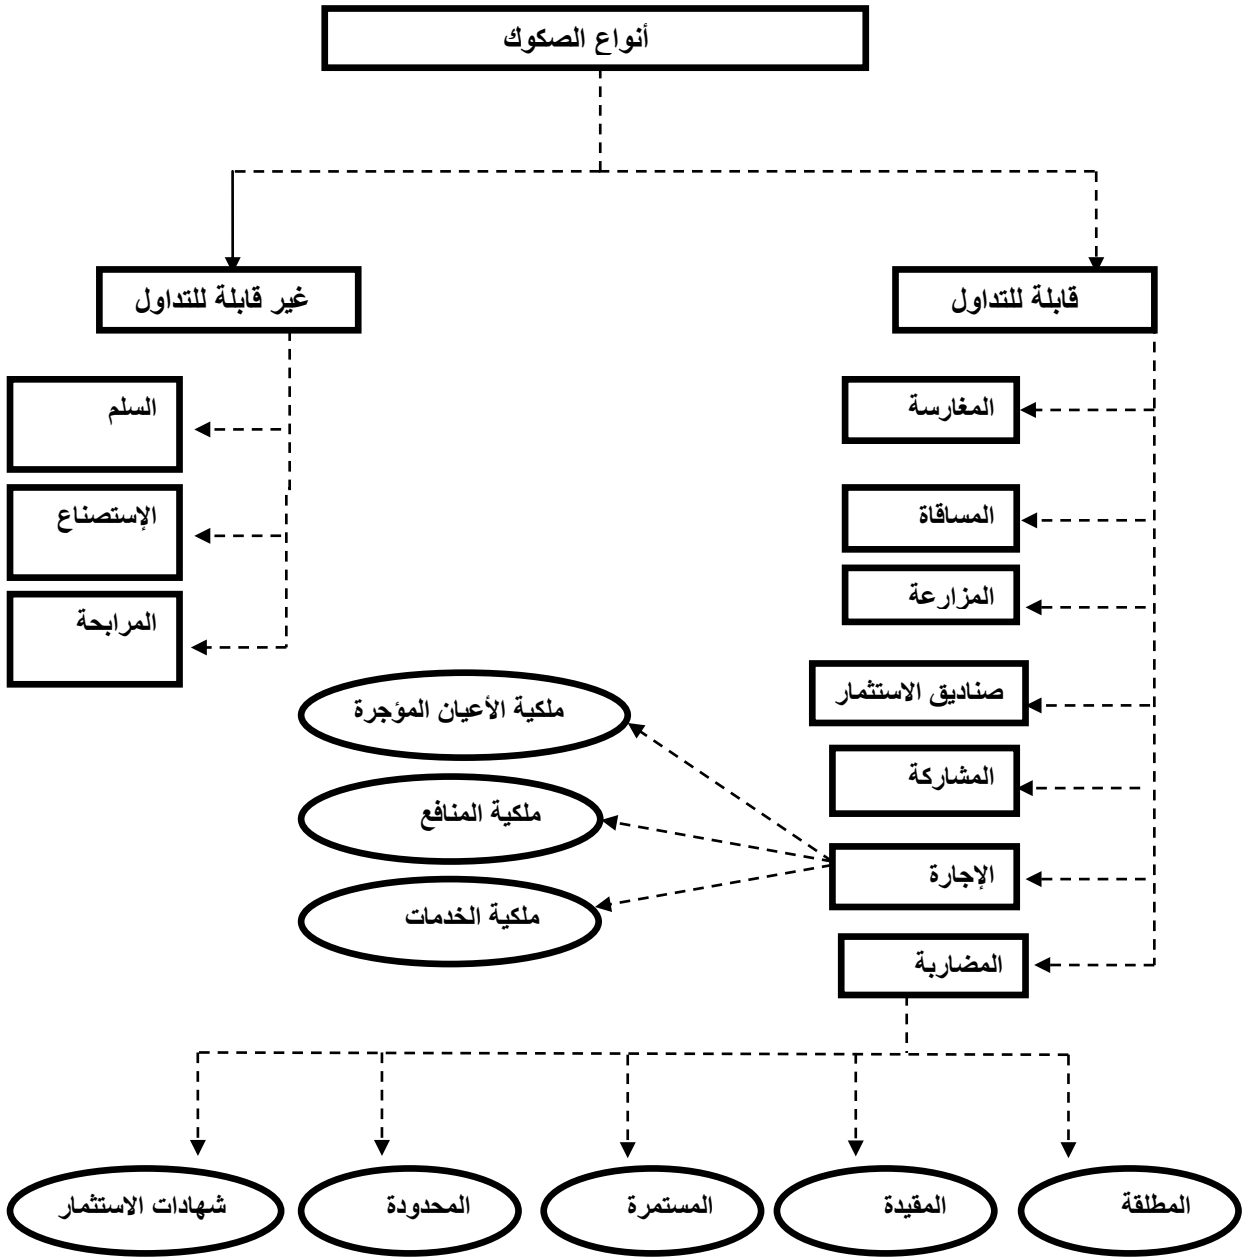 أنواع الصكوك
قابلة للتداول
غير قابلة للتداول
المغارسة
المساقاة
المزارعة
صناديق الاستثمار
المشاركة
الإجارة
المضاربة
السلم
الإستصناع
المرابحة
ملكية الأعيان المؤجرة
ملكية المنافع
ملكية الخدمات
المطلقة
المقيدة
المستمرة
المحدودة
شهادات الاستثمار